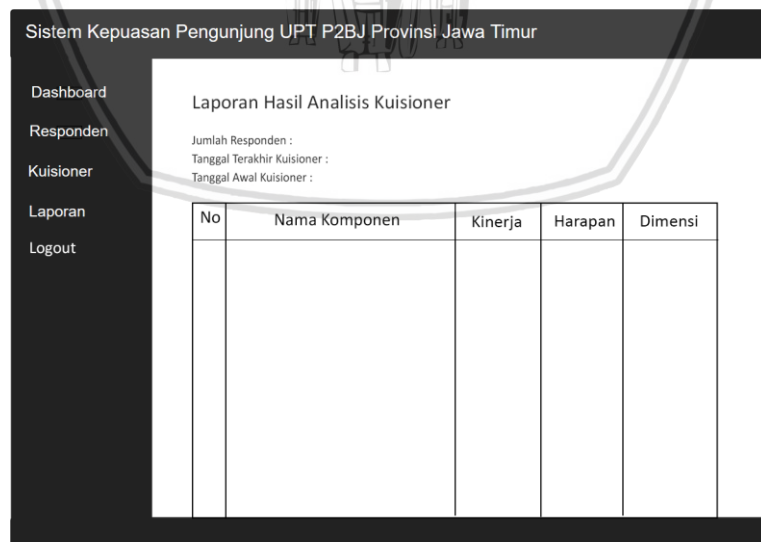 Sistem Kepuasan Pengunjung UPT P2BJ Provinsi Jawa Timur
Dashboard
Responden
Kuisioner
Laporan
Logout
Laporan Hasil Analisis Kuisioner
Jumlah Responden :
Tanggal Terakhir Kuisioner :
Tanggal Awal Kuisioner :
No Nama Komponen Kinerja Harapan Dimensi